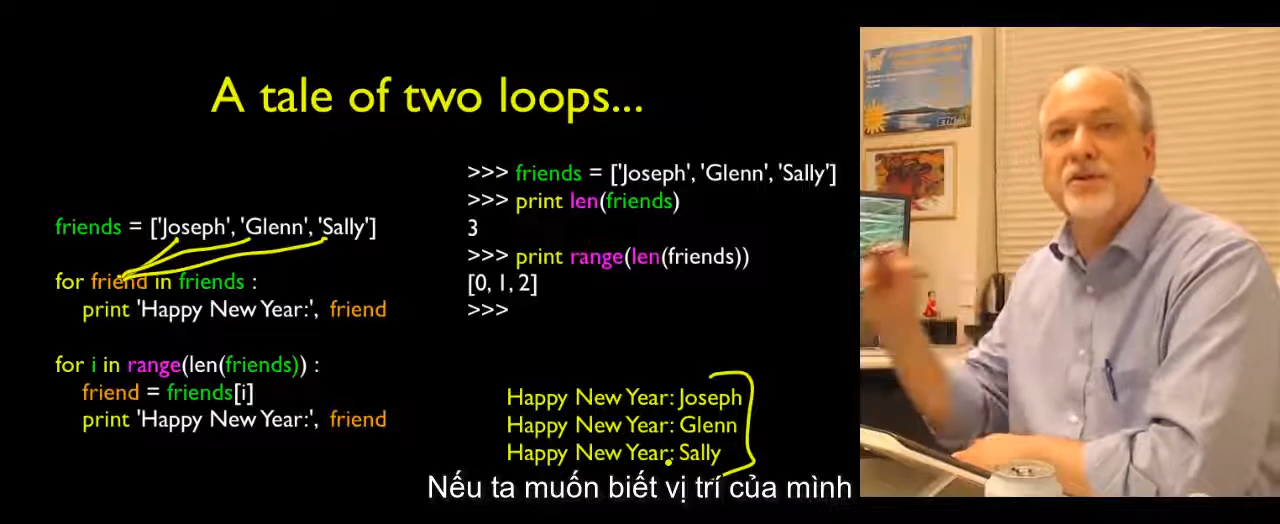 A tale of two loops...
friends = ['Joseph', 'Glenn', 'Sally']
for friend in friends :
print 'Happy New Year:', friend
for i in range(len(friends)) :
friend = friends[i]
print 'Happy New Year:', friend
>>> friends = ['Joseph', 'Glenn', 'Sally']
>>> print len(friends)
3
>>> print range(len(friends))
[0, 1, 2]
>>>
Happy New Year: Joseph
Happy New Year: Glenn
Happy New Year: Sally
Nếu ta muốn biết vị trí của mình